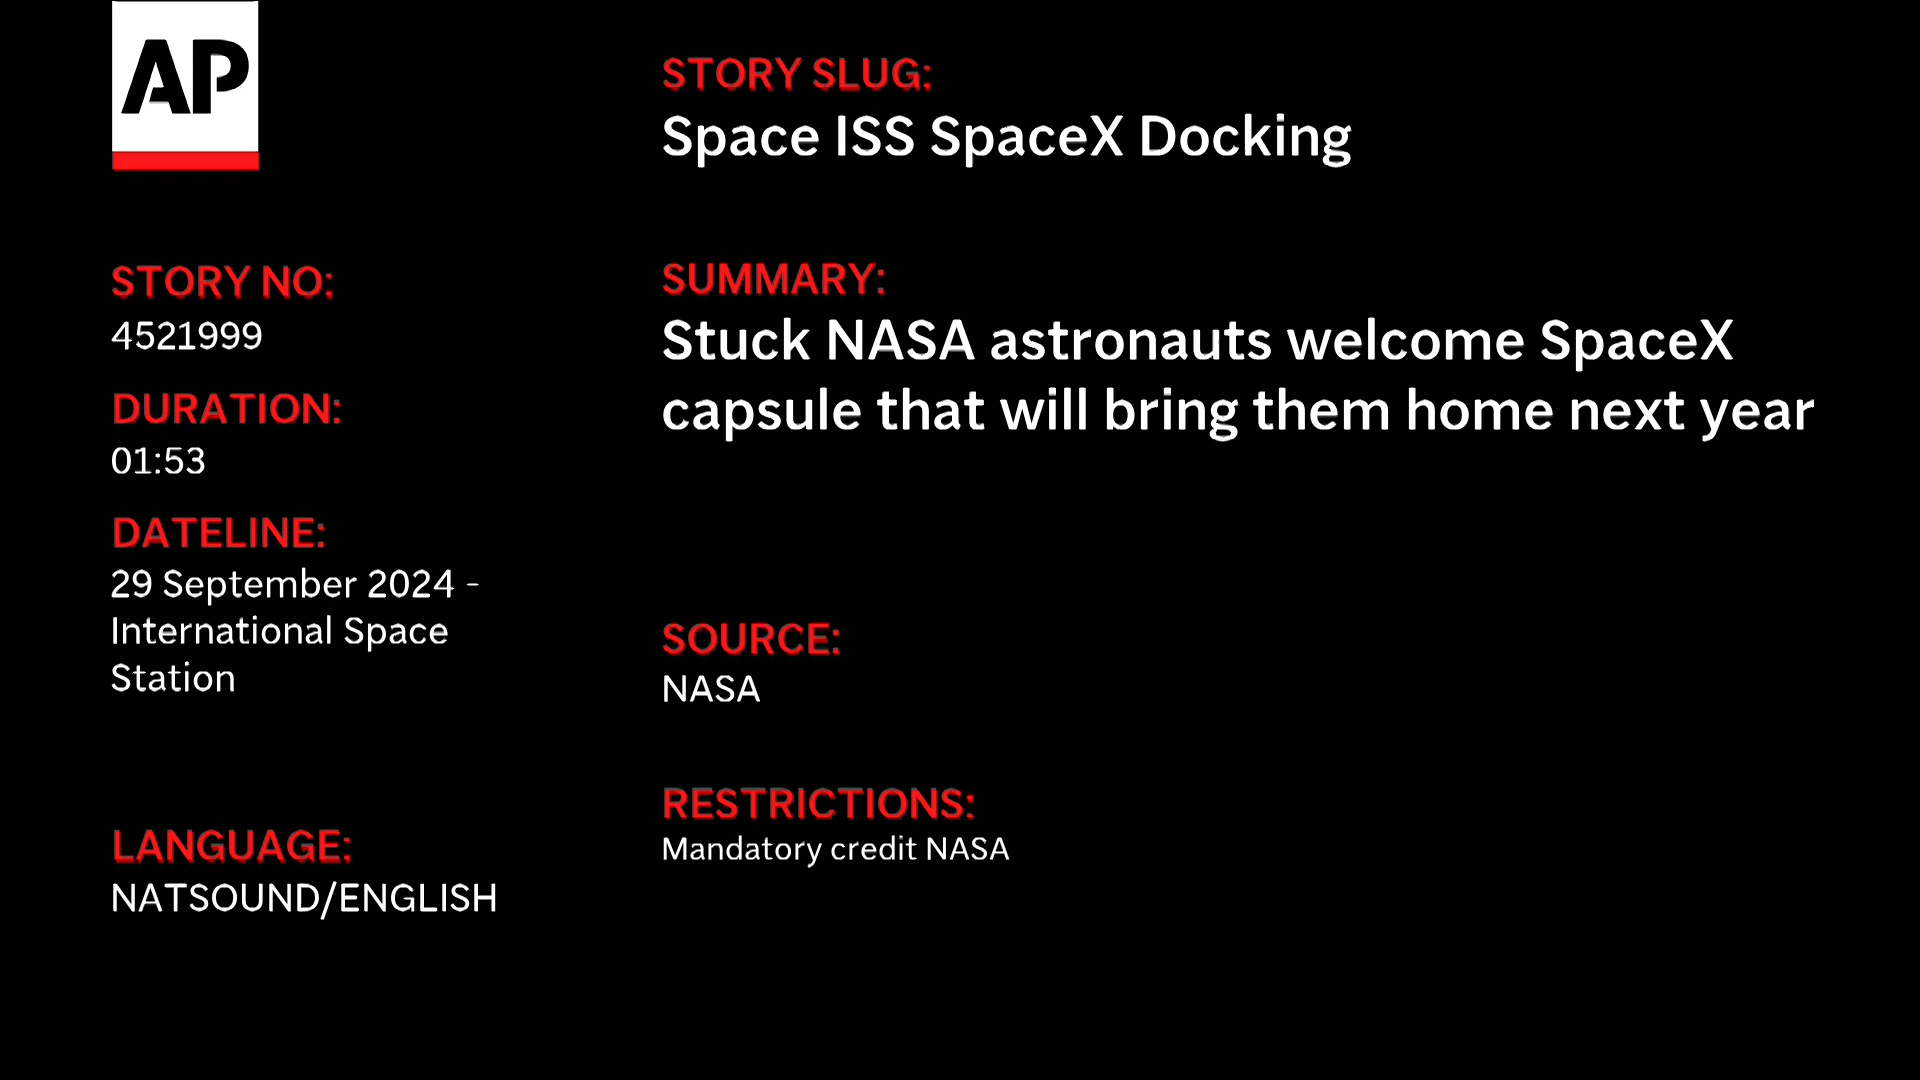 AP
STORY SLUG:
Space ISS SpaceX Docking
STORY NO:
4521999
DURATION:
01:53
DATELINE:
29 September 2024 -
International Space
Station
LANGUAGE:
NATSOUND/ENGLISH
SUMMARY:
Stuck NASA astronauts welcome SpaceX
capsule that will bring them home next year
SOURCE:
NASA
RESTRICTIONS:
Mandatory credit NASA